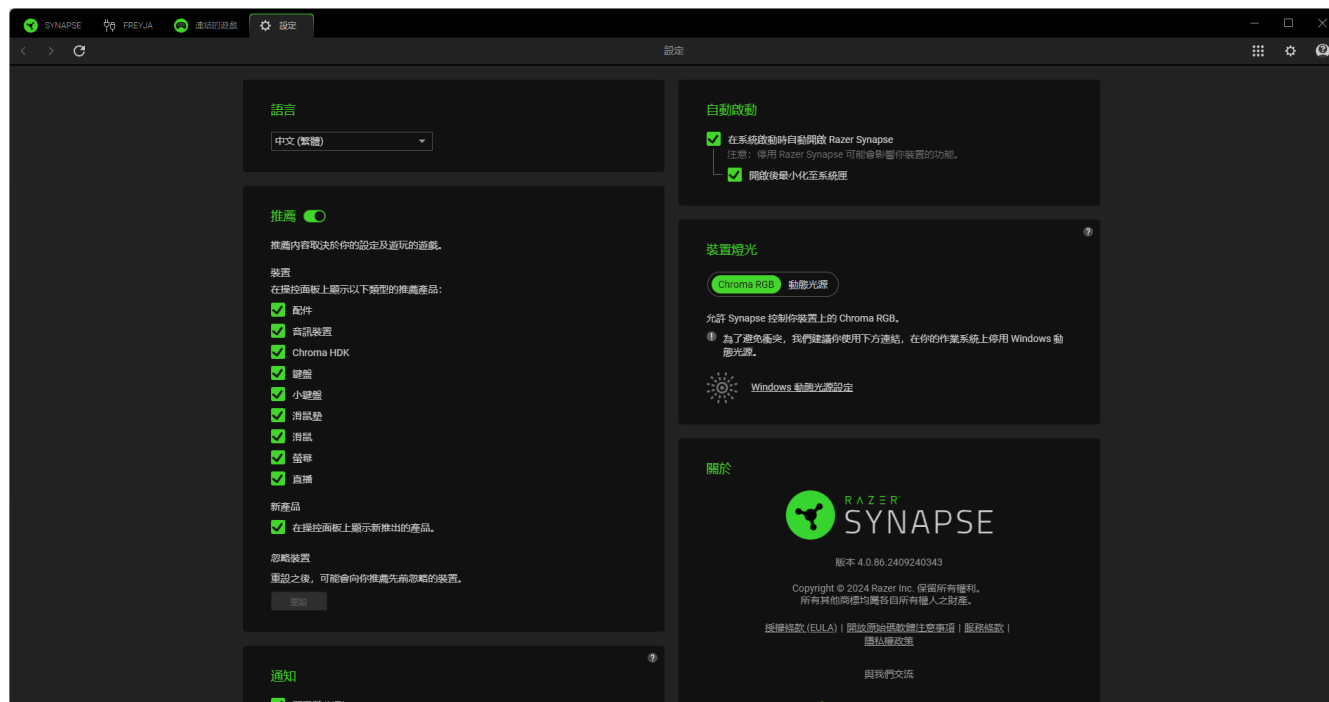 SYNAPSE FREYJA 連結的遊戲 設定
設定
語言
中文 (繁體)
推薦
推薦內容取決於你的設定及遊玩的遊戲。
裝置
在操控面板上顯示以下類型的推薦產品：
配件
音訊裝置
Chroma HDK
鍵盤
小鍵盤
滑鼠墊
滑鼠
螢幕
直播
新產品
在操控面板上顯示新推出的產品。
忽略裝置
重設之後，可能會向你推薦先前忽略的裝置。
重設
通知
自動啟動
在系統啟動時自動開啟 Razer Synapse
注意：停用 Razer Synapse 可能會影響你裝置的功能。
開啟後最小化至系統匣
裝置燈光
Chroma RGB 動態光源
允許 Synapse 控制你裝置上的 Chroma RGB。
為了避免衝突，我們建議你使用下方連結，在你的作業系統上停用 Windows 動
態光源。
Windows 動態光源設定
關於
RAZER
SYNAPSE
版本 4.0.86.2409240343
Copyright © 2024 Razer Inc. 保留所有權利。
所有其他商標均屬各自所有權人之財產。
授權條款 (EULA) | 開放原始碼軟體注意事項 | 服務條款 |
隱私權政策
與我們交流